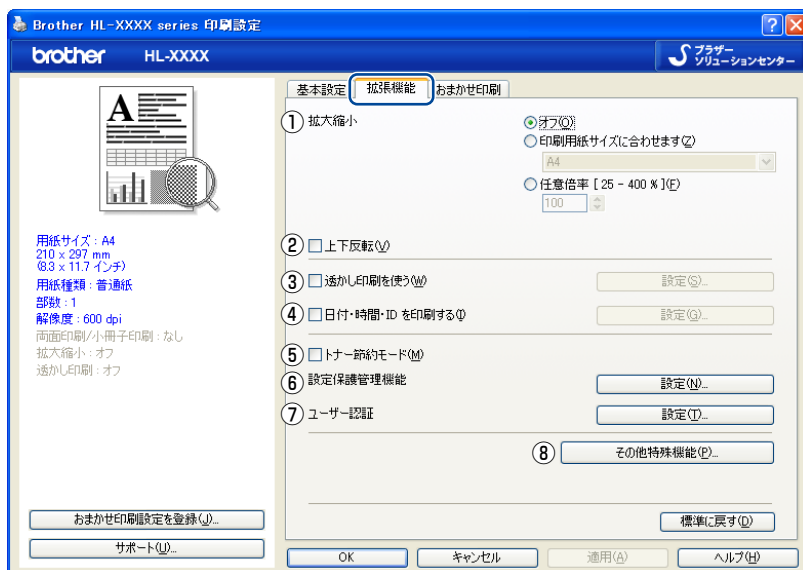 Brother HL-XXXX series 印刷設定
brother HL-XXXX
ブラザー
ソリューションセンター
基本設定 拡張機能 おまかせ印刷
A
用紙サイズ : A4
210 x 297 mm
(8.3 x 11.7 インチ)
用紙種類 : 普通紙
部数 : 1
解像度 : 600 dpi
両面印刷/小冊子印刷 : なし
拡大縮小 : オフ
透かし印刷 : オフ
① 拡大縮小
オフ(O)
印刷用紙サイズに合わせます(Z)
A4
任意倍率 [ 25 - 400 % ](F)
100
② 上下反転(V)
③ 透かし印刷を使う(W) 設定(S)...
④ 日付・時間・ID を印刷する(I) 設定(G)...
⑤ トナー節約モード(M)
⑥ 設定保護管理機能 設定(N)...
⑦ ユーザー認証 設定(T)...
⑧ その他特殊機能(P)...
おまかせ印刷設定を登録(J)...
サポート(U)...
標準に戻す(D)
OK キャンセル 適用(A) ヘルプ(H)